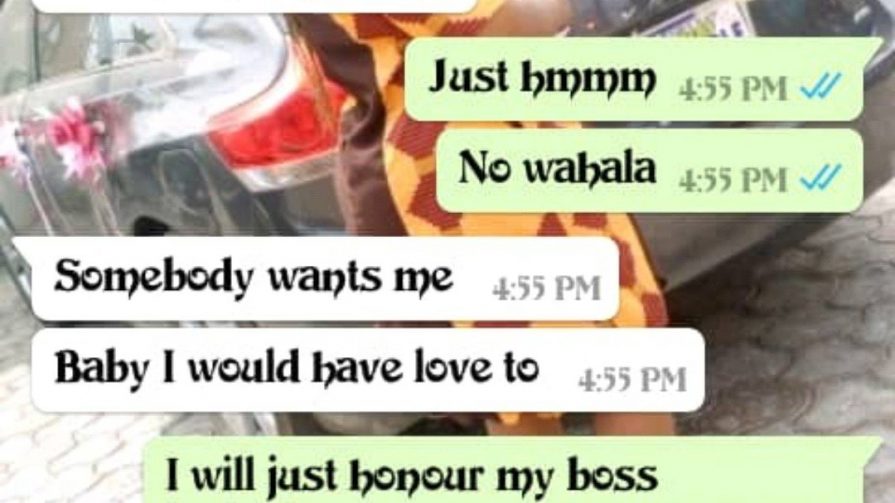 Just hmmm 4:55 PM
No wahala 4:55 PM
Somebody wants me 4:55 PM
Baby I would have love to 4:55 PM
I will just honour my boss